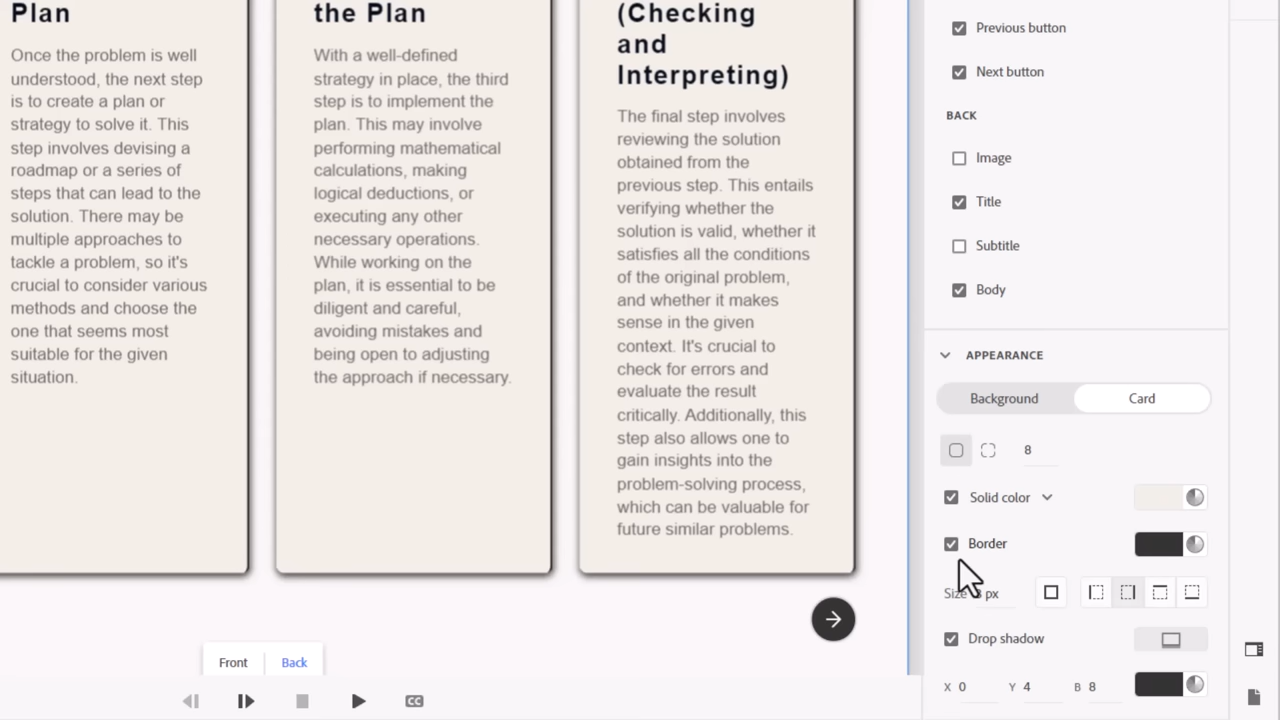 Plan
Once the problem is well
understood, the next step
is to create a plan or
strategy to solve it. This
step involves devising a
roadmap or a series of
steps that can lead to the
solution. There may be
multiple approaches to
tackle a problem, so it's
crucial to consider various
methods and choose the
one that seems most
suitable for the given
situation.
the Plan
With a well-defined
strategy in place, the third
step is to implement the
plan. This may involve
performing mathematical
calculations, making
logical deductions, or
executing any other
necessary operations.
While working on the
plan, it is essential to be
diligent and careful,
avoiding mistakes and
being open to adjusting
the approach if necessary.
(Checking
and
Interpreting)
The final step involves
reviewing the solution
obtained from the
previous step. This entails
verifying whether the
solution is valid, whether it
satisfies all the conditions
of the original problem,
and whether it makes
sense in the given
context. It's crucial to
check for errors and
evaluate the result
critically. Additionally, this
step also allows one to
gain insights into the
problem-solving process,
which can be valuable for
future similar problems.
Front Back
CC
Previous button
Next button
BACK
Image
Title
Subtitle
Body
APPEARANCE
Background Card
8
Solid color
Border
Size px
Drop shadow
X 0 Y 4 B 8